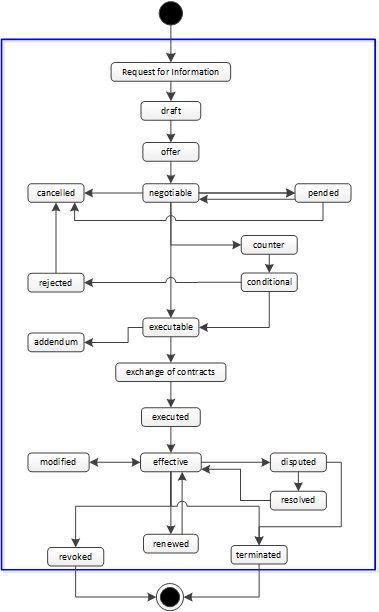 Request for Information
draft
offer
cancelled
negotiable
pended
counter
rejected
conditional
executable
addendum
exchange of contracts
executed
modified
effective
disputed
resolved
renewed
revoked
terminated